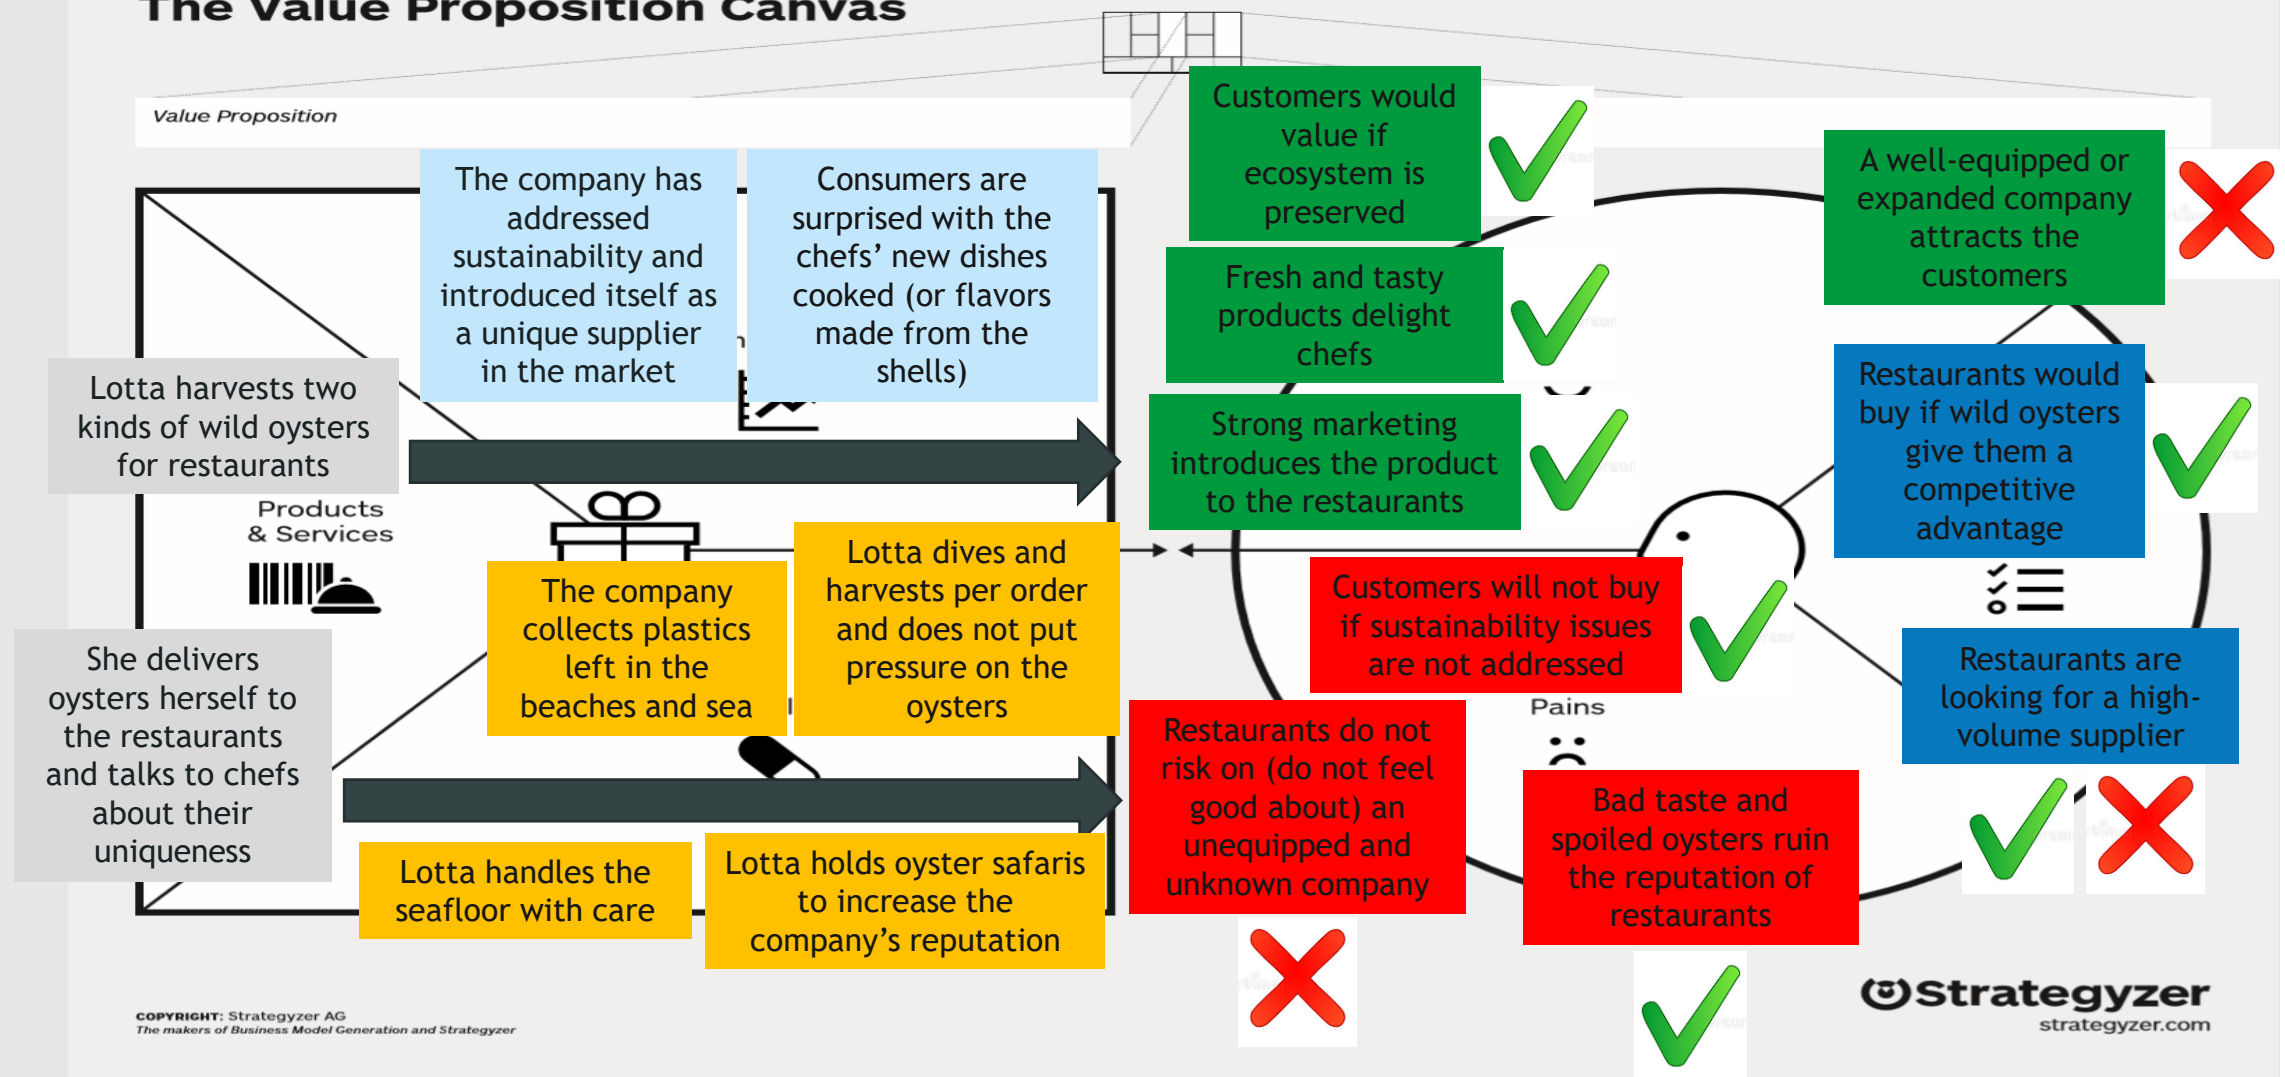 The Value Proposition Canvas
Value Proposition
The company has
addressed
sustainability and
introduced itself as
a unique supplier
in the market
Consumers are
surprised with the
chefs’ new dishes
cooked (or flavors
made from the
shells)
Lotta harvests two
kinds of wild oysters
for restaurants
Products
& Services
She delivers
oysters herself to
the restaurants
and talks to chefs
about their
uniqueness
The company
collects plastics
left in the
beaches and sea
Lotta dives and
harvests per order
and does not put
pressure on the
oysters
Lotta handles the
seafloor with care
Lotta holds oyster safaris
to increase the
company’s reputation
Customers would
value if
ecosystem is
preserved
Fresh and tasty
products delight
chefs
Strong marketing
introduces the product
to the restaurants
A well-equipped or
expanded company
attracts the
customers
Restaurants would
buy if wild oysters
give them a
competitive
advantage
Customers will not buy
if sustainability issues
are not addressed
Pains
Restaurants are
looking for a high-
volume supplier
Restaurants do not
risk on (do not feel
good about) an
unequipped and
unknown company
Bad taste and
spoiled oysters ruin
the reputation of
restaurants
COPYRIGHT: Strategyzer AG
The makers of Business Model Generation and Strategyzer
Strategyzer
strategyzer.com